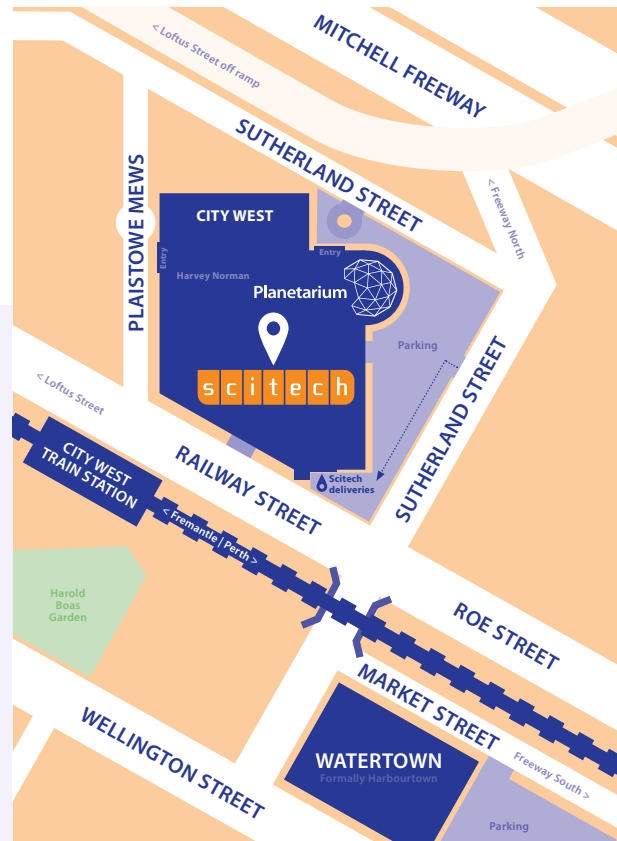 < Loftus Street off ramp
MITCHELL FREEWAY
SUTHERLAND STREET
< Freeway North
PLAISTOWE MEWS
CITY WEST
Entry
Entry
Harvey Norman
Planetarium
Parking
scitech
SUTHERLAND STREET
< Loftus Street
CITY WEST
TRAIN STATION
RAILWAY STREET
Scitech
deliveries
< Fremantle | Perth >
Harold
Boas
Garden
ROE STREET
MARKET STREET
WELLINGTON STREET
WATERTOWN
Formally Harbourtown
Freeway South >
Parking